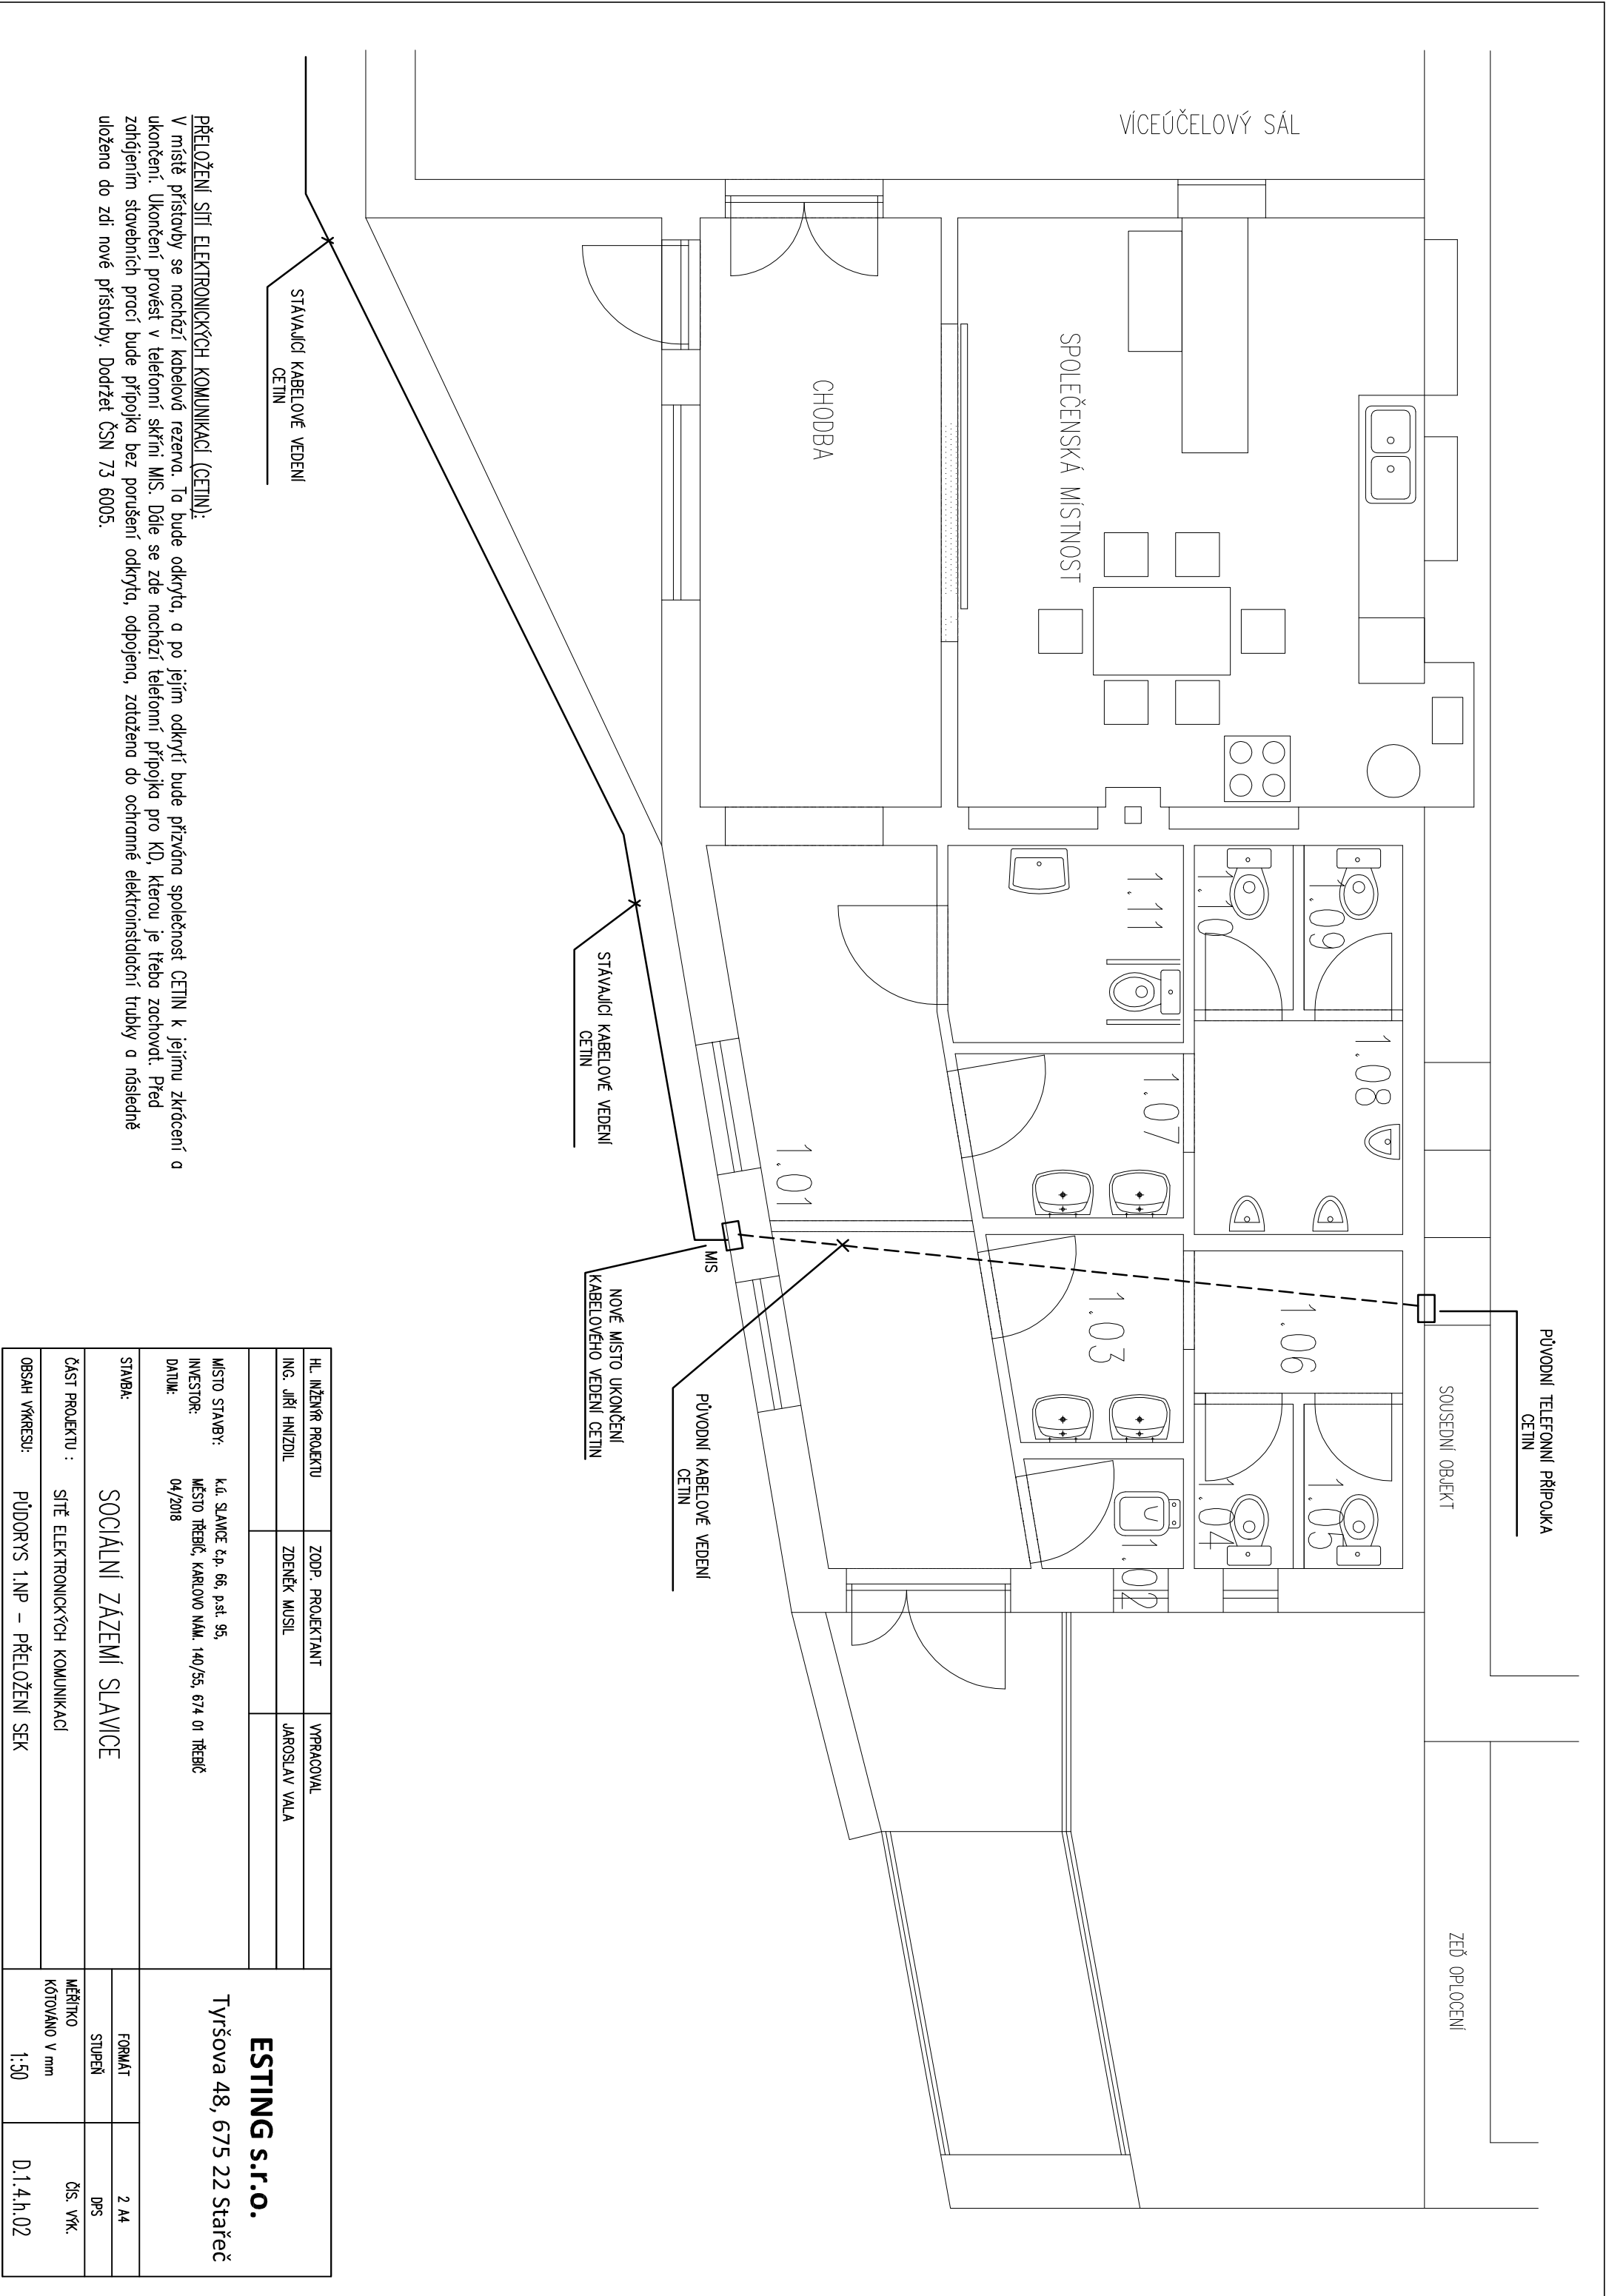 PŮVODNÍ TELEFONNÍ PŘÍPOJKA
CETIN
SOUSEDNÍ OBJEKT
ZEĎ OPLOCENÍ
VÍCEÚČELOVÝ SÁL
SPOLEČENSKÁ MÍSTNOST
CHODBA
1.09
1.10
1.11
1.08
1.07
1.06
1.05
1.04
1.03
1.02
1.01
MIS
PŮVODNÍ KABELOVÉ VEDENÍ
CETIN
NOVÉ MÍSTO UKONČENÍ
KABELOVÉHO VEDENÍ CETIN
STÁVAJÍCÍ KABELOVÉ VEDENÍ
CETIN
STÁVAJÍCÍ KABELOVÉ VEDENÍ
CETIN
PŘELOŽENÍ SÍTÍ ELEKTRONICKÝCH KOMUNIKACÍ (CETIN):
V místě přístavby se nachází kabelová rezerva. Ta bude odkryta, a po jejím odkrytí bude přizvána společnost CETIN k jejímu zkrácení a
ukončení. Ukončení provést v telefonní skříni MIS. Dále se zde nachází telefonní přípojka pro KD, kterou je třeba zachovat. Před
zahájením stavebních prací bude přípojka bez porušení odkryta, odpojena, zatažena do ochranné elektroinstalační trubky a následně
uložena do zdi nové přístavby. Dodržet ČSN 73 6005.
HL. INŽENÝR PROJEKTU
ZODP. PROJEKTANT
VYPRACOVAL
ING. JIŘÍ HNÍZDIL
ZDENĚK MUSIL
JAROSLAV VALA
ESTING s.r.o.
Tyršova 48, 675 22 Stařeč
MÍSTO STAVBY: k.ú. SLAVICE č.p. 66, p.st. 95,
INVESTOR: MĚSTO TŘEBÍČ, KARLOVO NÁM. 140/55, 674 01 TŘEBÍČ
DATUM: 04/2018
FORMÁT 2 A4
STUPEŇ DPS
STAVBA: SOCIÁLNÍ ZÁZEMÍ SLAVICE
ČÁST PROJEKTU : SÍTĚ ELEKTRONICKÝCH KOMUNIKACÍ
MĚŘÍTKO
KÓTOVÁNO V mm
ČÍS. VÝK.
OBSAH VÝKRESU: PŮDORYS 1.NP – PŘELOŽENÍ SEK
1:50
D.1.4.h.02